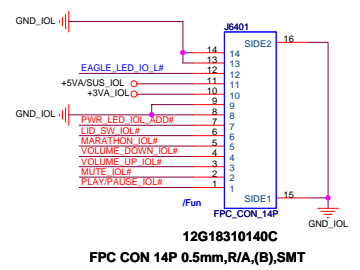 J6401
GND_IOL
SIDE2 16
14 14
13 13
EAGLE_LED_IO_L# 12 12
+5VA/SUS_IOL 11 11
+3VA_IOL 10 10
9 9
GND_IOL 8 8
PWR_LED_IOL_ADD# 7 7
LID_SW_IOL# 6 6
MARATHON_IOL# 5 5
VOLUME_DOWN_IOL# 4 4
VOLUME_UP_IOL# 3 3
MUTE_IOL# 2 2
PLAY/PAUSE_IOL# 1 1
SIDE1 15
/Fun
FPC_CON_14P
GND_IOL
12G18310140C
FPC CON 14P 0.5mm,R/A,(B),SMT